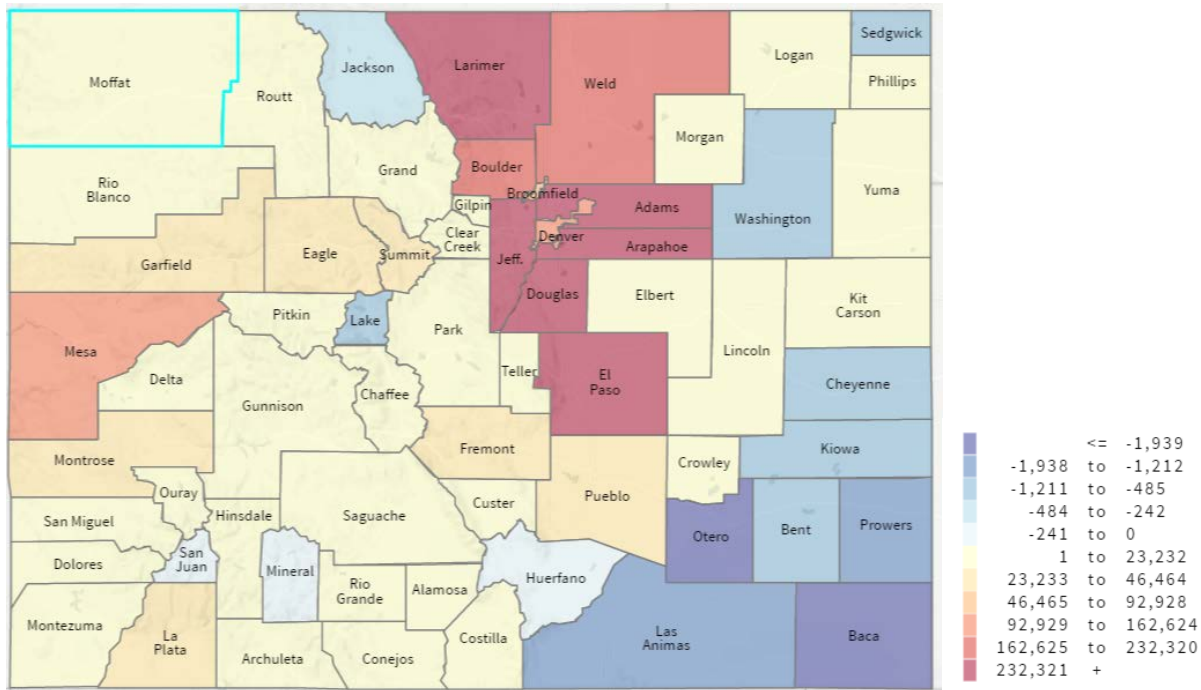 Sedgwick
Logan
Jackson
Larimer
Moffat
Weld
Phillips
Routt
Morgan
Boulder
Grand
Rio
Blanco
Yuma
Broomfield
Gilpin
Adams
Washington
Clear
Creek
Denver
Arapahoe
Eagle
Summit
Jeff.
Garfield
Douglas
Elbert
Kit
Carson
Pitkin
Lake
Park
Mesa
Lincoln
Teller
Delta
El
Paso
Cheyenne
Chaffee
Gunnison
Fremont
Kiowa
Montrose
Crowley
Ouray
Pueblo
Custer
Hinsdale
Saguache
San Miguel
Prowers
Bent
Otero
San
Juan
Dolores
Mineral
Huerfano
Rio
Grande
Alamosa
Montezuma
La
Plata
Costilla
Las
Animas
Baca
Archuleta
Conejos
<= -1,939
-1,938 to -1,212
-1,211 to -485
-484 to -242
-241 to 0
1 to 23,232
23,233 to 46,464
46,465 to 92,928
92,929 to 162,624
162,625 to 232,320
232,321 +